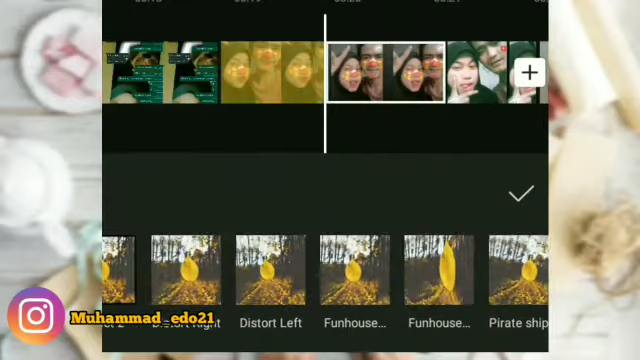 Distort Left
Funhouse...
Funhouse...
Pirate ship
Muhammad_edo21